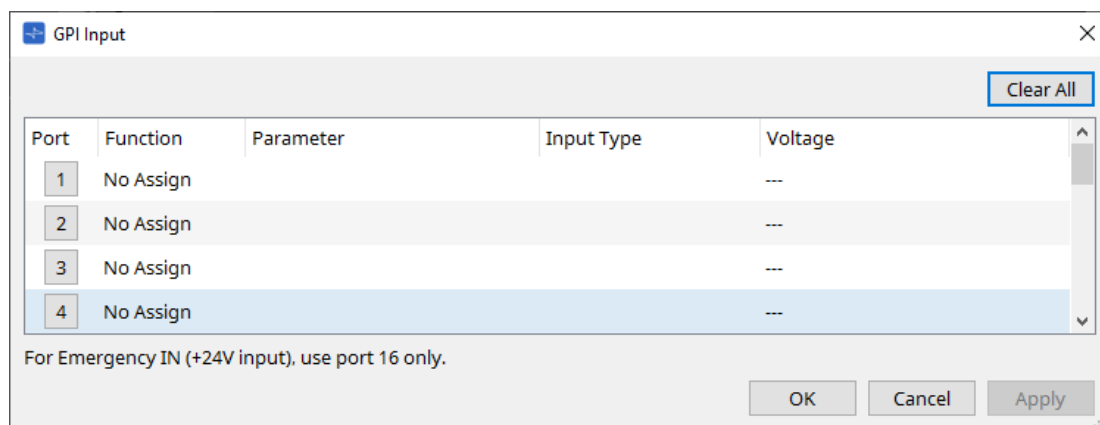 GPI Input
Clear All
Port Function Parameter Input Type Voltage
1 No Assign ---
2 No Assign ---
3 No Assign ---
4 No Assign ---
For Emergency IN (+24V input), use port 16 only.
OK Cancel Apply